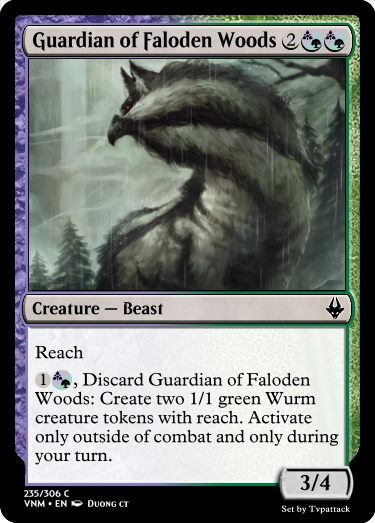 Guardian of Faloden Woods 2
Creature — Beast
Reach
1, Discard Guardian of Faloden
Woods: Create two 1/1 green Wurm
creature tokens with reach. Activate
only outside of combat and only during
your turn.
3/4
235/306 C
VNM • EN Duong ct
Set by Tvpattack